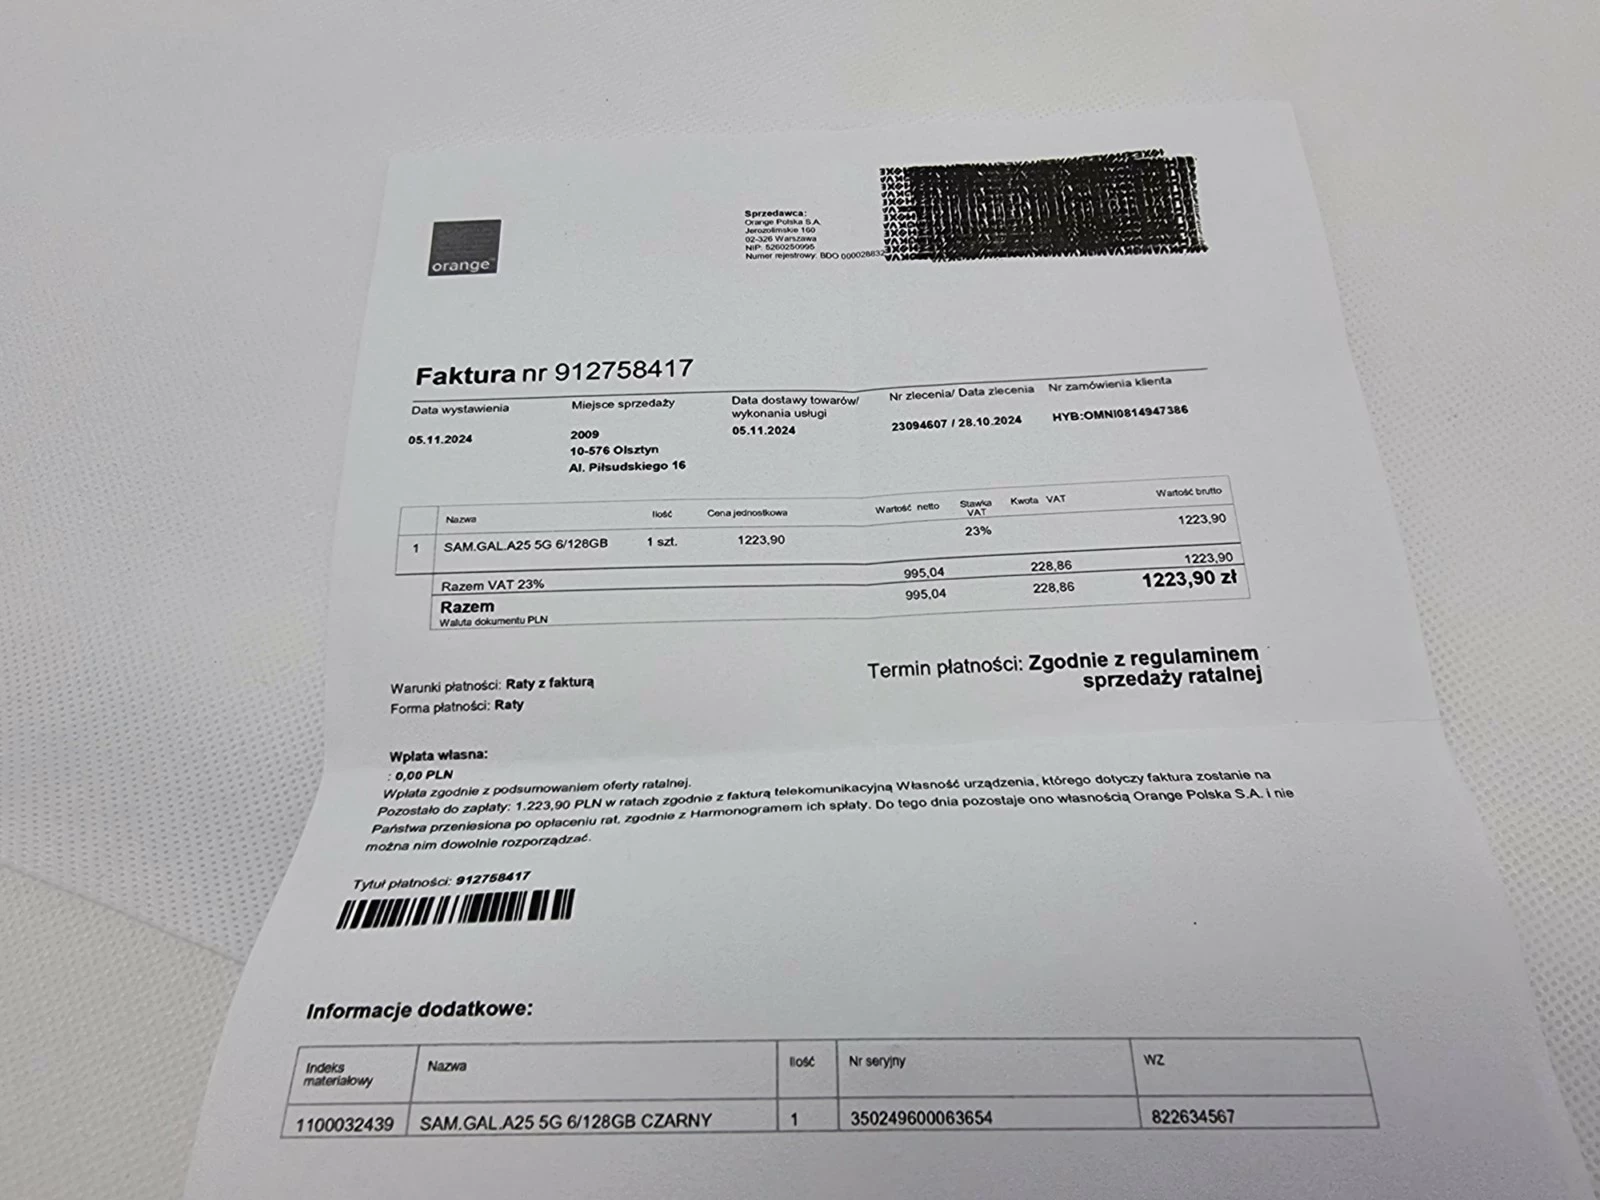 orange
Sprzedawca:
Orange Polska S.A.
Jerozolimskie 160
02-326 Warszawa
NIP: 5260250995
Numer rejestrowy: BDO 00002863
Faktura nr 912758417
Data wystawienia
05.11.2024
Miejsce sprzedaży
2009
10-576 Olsztyn
Al. Piłsudskiego 16
Data dostawy towarów/
wykonania usługi
05.11.2024
Nr zlecenia/ Data zlecenia
23094607 / 28.10.2024
Nr zamówienia klienta
HYB:OMNI0814947386
Nazwa Ilość Cena jednostkowa Wartość netto Stawka VAT Kwota VAT Wartość brutto
1 SAM.GAL.A25 5G 6/128GB 1 szt. 1223,90 23% 1223,90
Razem VAT 23% 995,04 228,86 1223,90
Razem 995,04 228,86 1223,90 zł
Waluta dokumentu PLN
Termin płatności: Zgodnie z regulaminem
sprzedaży ratalnej
Warunki płatności: Raty z fakturą
Forma płatności: Raty
Wpłata własna:
: 0,00 PLN
Wpłata zgodnie z podsumowaniem oferty ratalnej.
Pozostało do zapłaty: 1.223,90 PLN w ratach zgodnie z fakturą telekomunikacyjną Własność urządzenia, którego dotyczy faktura zostanie na
Państwa przeniesiona po opłaceniu rat, zgodnie z Harmonogramem ich spłaty. Do tego dnia pozostaje ono własnością Orange Polska S.A. i nie
można nim dowolnie rozporządzać.
Tytuł płatności: 912758417
Informacje dodatkowe:
Indeks materiałowy Nazwa Ilość Nr seryjny WZ
1100032439 SAM.GAL.A25 5G 6/128GB CZARNY 1 350249600063654 822634567